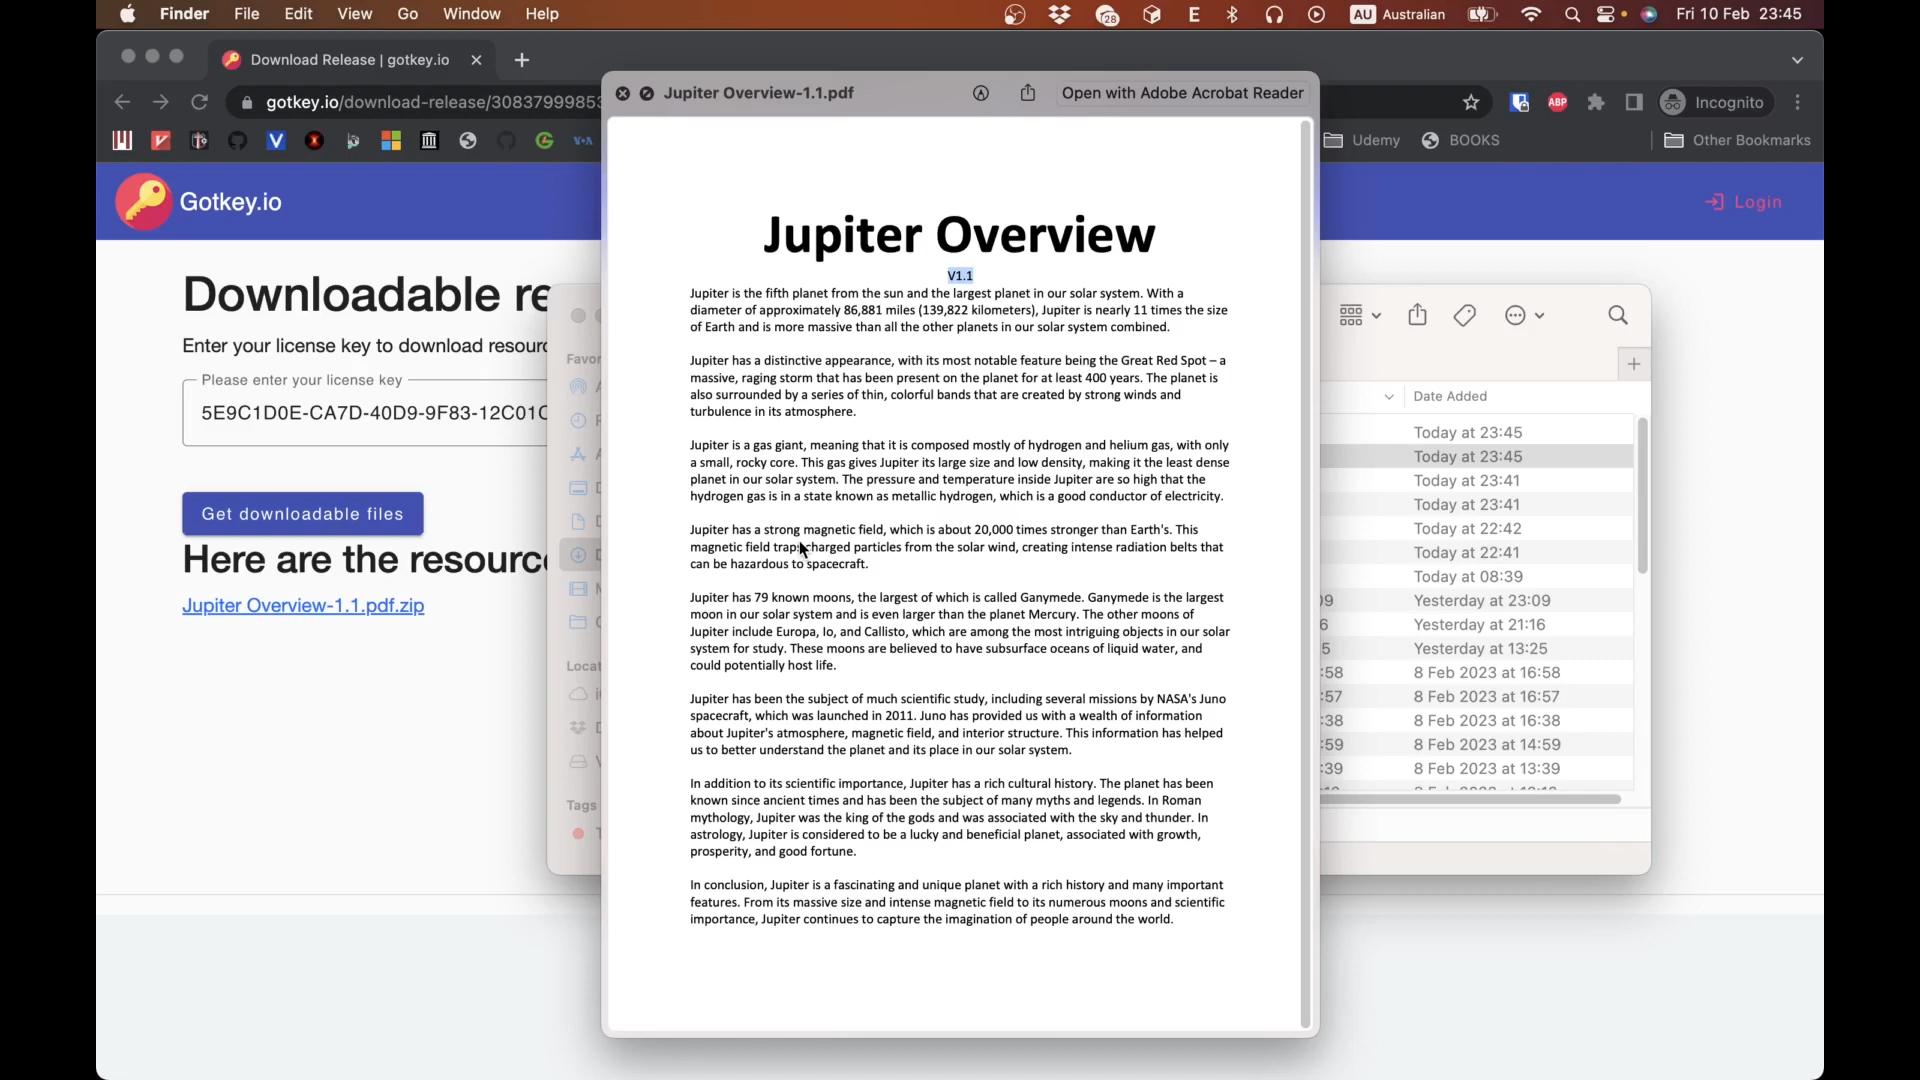 Finder File Edit View Go Window Help
28 E AU Australian Fri 10 Feb 23:45
Download Release | gotkey.io
gotkey.io/download-release/3083799985
ABP Incognito
VOA
Udemy BOOKS Other Bookmarks
Gotkey.io
Login
Downloadable
Enter your license key to download
Please enter your license key
5E9C1D0E-CA7D-40D9-9F83-12C01C
Get downloadable files
Here are the
Jupiter Overview-1.1.pdf.zip
Tags
Jupiter Overview-1.1.pdf
Open with Adobe Acrobat Reader
Jupiter Overview
V1.1
Jupiter is the fifth planet from the sun and the largest planet in our solar system. With a
diameter of approximately 86,881 miles (139,822 kilometers), Jupiter is nearly 11 times the size
of Earth and is more massive than all the other planets in our solar system combined.
Jupiter has a distinctive appearance, with its most notable feature being the Great Red Spot – a
massive, raging storm that has been present on the planet for at least 400 years. The planet is
also surrounded by a series of thin, colorful bands that are created by strong winds and
turbulence in its atmosphere.
Jupiter is a gas giant, meaning that it is composed mostly of hydrogen and helium gas, with only
a small, rocky core. This gas gives Jupiter its large size and low density, making it the least dense
planet in our solar system. The pressure and temperature inside Jupiter are so high that the
hydrogen gas is in a state known as metallic hydrogen, which is a good conductor of electricity.
Jupiter has a strong magnetic field, which is about 20,000 times stronger than Earth's. This
magnetic field traps charged particles from the solar wind, creating intense radiation belts that
can be hazardous to spacecraft.
Jupiter has 79 known moons, the largest of which is called Ganymede. Ganymede is the largest
moon in our solar system and is even larger than the planet Mercury. The other moons of
Jupiter include Europa, Io, and Callisto, which are among the most intriguing objects in our solar
system for study. These moons are believed to have subsurface oceans of liquid water, and
could potentially host life.
Jupiter has been the subject of much scientific study, including several missions by NASA's Juno
spacecraft, which was launched in 2011. Juno has provided us with a wealth of information
about Jupiter's atmosphere, magnetic field, and interior structure. This information has helped
us to better understand the planet and its place in our solar system.
In addition to its scientific importance, Jupiter has a rich cultural history. The planet has been
known since ancient times and has been the subject of many myths and legends. In Roman
mythology, Jupiter was the king of the gods and was associated with the sky and thunder. In
astrology, Jupiter is considered to be a lucky and beneficial planet, associated with growth,
prosperity, and good fortune.
In conclusion, Jupiter is a fascinating and unique planet with a rich history and many important
features. From its massive size and intense magnetic field to its numerous moons and scientific
importance, Jupiter continues to capture the imagination of people around the world.
Date Added
Today at 23:45
Today at 23:45
Today at 23:41
Today at 23:41
Today at 22:42
Today at 22:41
Today at 08:39
Yesterday at 23:09
Yesterday at 21:16
Yesterday at 13:25
:58 8 Feb 2023 at 16:58
:57 8 Feb 2023 at 16:57
:38 8 Feb 2023 at 16:38
:59 8 Feb 2023 at 14:59
:39 8 Feb 2023 at 13:39